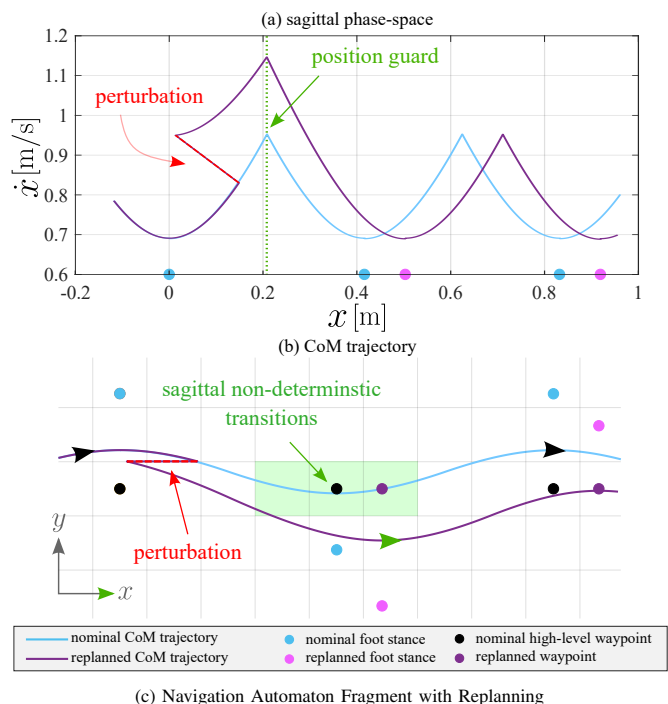 (a) sagittal phase-space
1.2
1.1
1
0.9
0.8
0.7
0.6
ẋ [m/s]
position guard
perturbation
-0.2
0
0.2
0.4
0.6
0.8
1
x [m]
(b) CoM trajectory
sagittal non-determinstic
transitions
perturbation
y
x
nominal CoM trajectory
nominal foot stance
nominal high-level waypoint
replanned CoM trajectory
replanned foot stance
replanned waypoint
(c) Navigation Automaton Fragment with Replanning